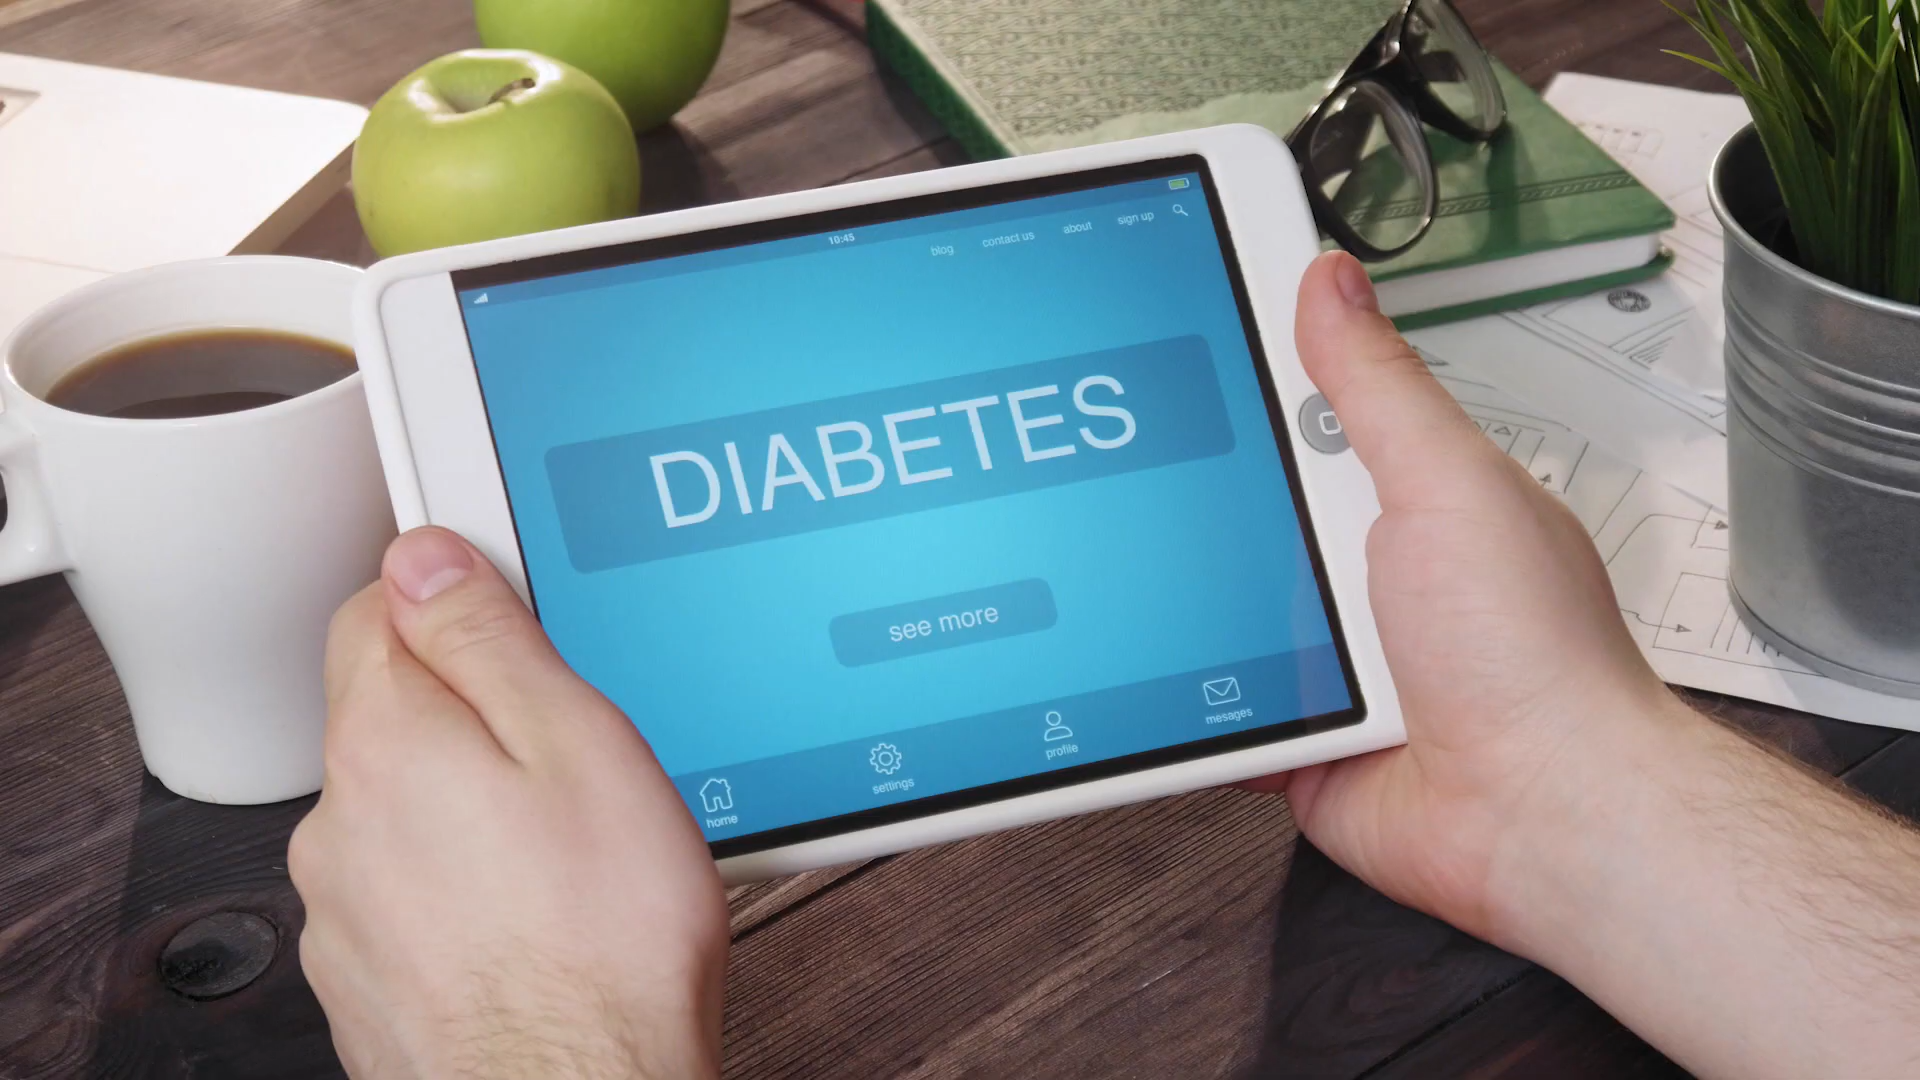 10:45
blog contact us about sign up
DIABETES
see more
home settings profile mesages